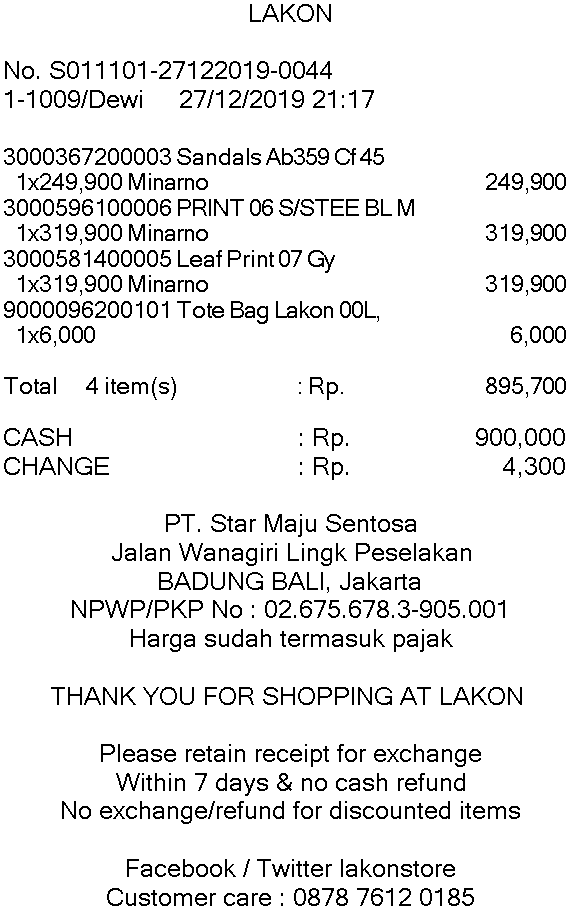 LAKON
No. S011101-27122019-0044
1-1009/Dewi 27/12/2019 21:17
3000367200003 Sandals Ab359 Cf 45
1x249,900 Minarno 249,900
3000596100006 PRINT 06 S/STEE BL M
1x319,900 Minarno 319,900
3000581400005 Leaf Print 07 Gy
1x319,900 Minarno 319,900
9000096200101 Tote Bag Lakon 00L,
1x6,000 6,000
Total 4 item(s) : Rp. 895,700
CASH : Rp. 900,000
CHANGE : Rp. 4,300
PT. Star Maju Sentosa
Jalan Wanagiri Lingk Peselakan
BADUNG BALI, Jakarta
NPWP/PKP No : 02.675.678.3-905.001
Harga sudah termasuk pajak
THANK YOU FOR SHOPPING AT LAKON
Please retain receipt for exchange
Within 7 days & no cash refund
No exchange/refund for discounted items
Facebook / Twitter lakonstore
Customer care : 0878 7612 0185